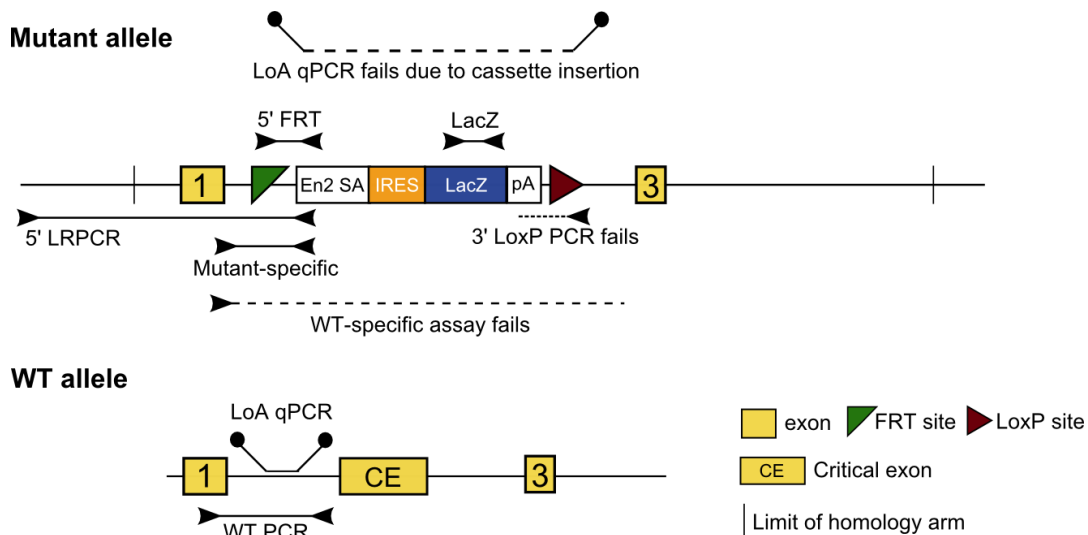 Mutant allele
LoA qPCR fails due to cassette insertion
5' FRT
LacZ
1
En2 SA
IRES
LacZ
pA
3
5' LRPCR
3' LoxP PCR fails
Mutant-specific
WT-specific assay fails
WT allele
LoA qPCR
1
CE
3
WT PCR
exon
FRT site
LoxP site
CE
Critical exon
Limit of homology arm